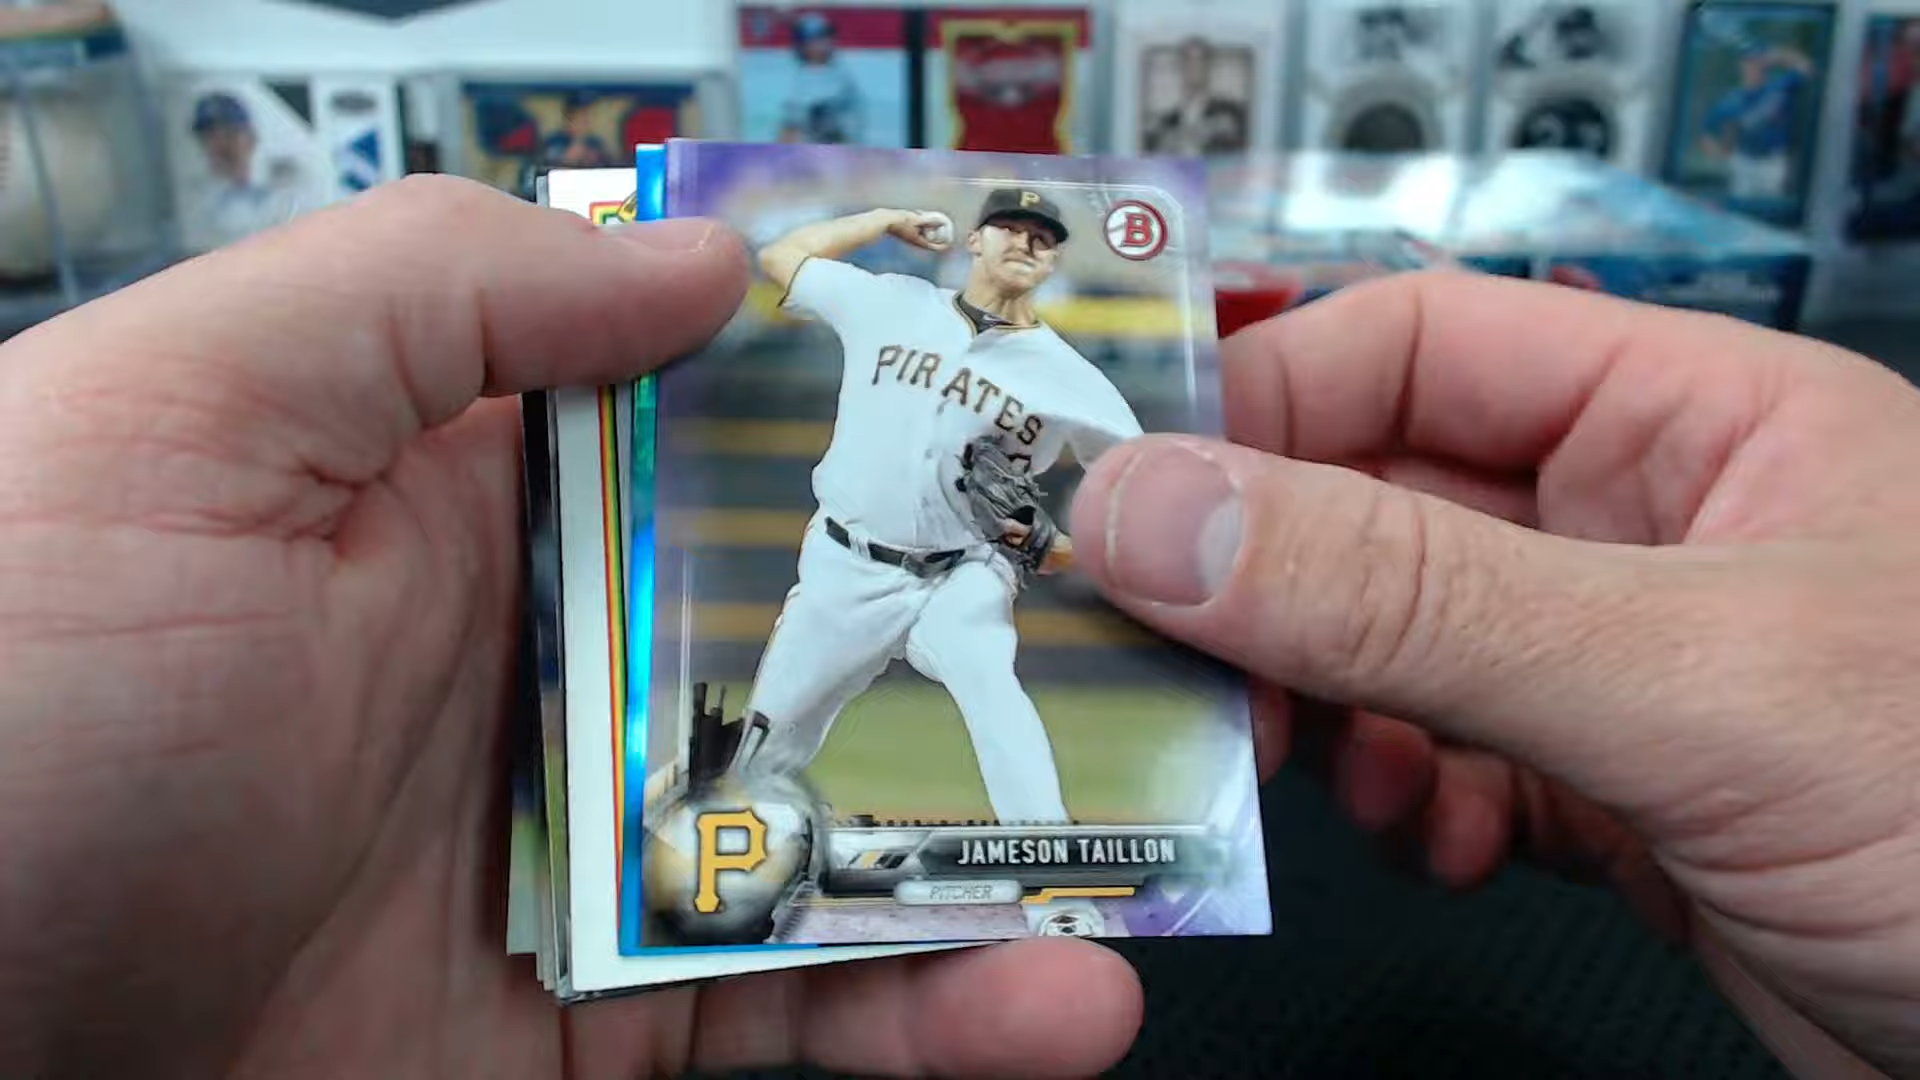 P
B
PIRATES
P
JAMESON TAILLON
PITCHER